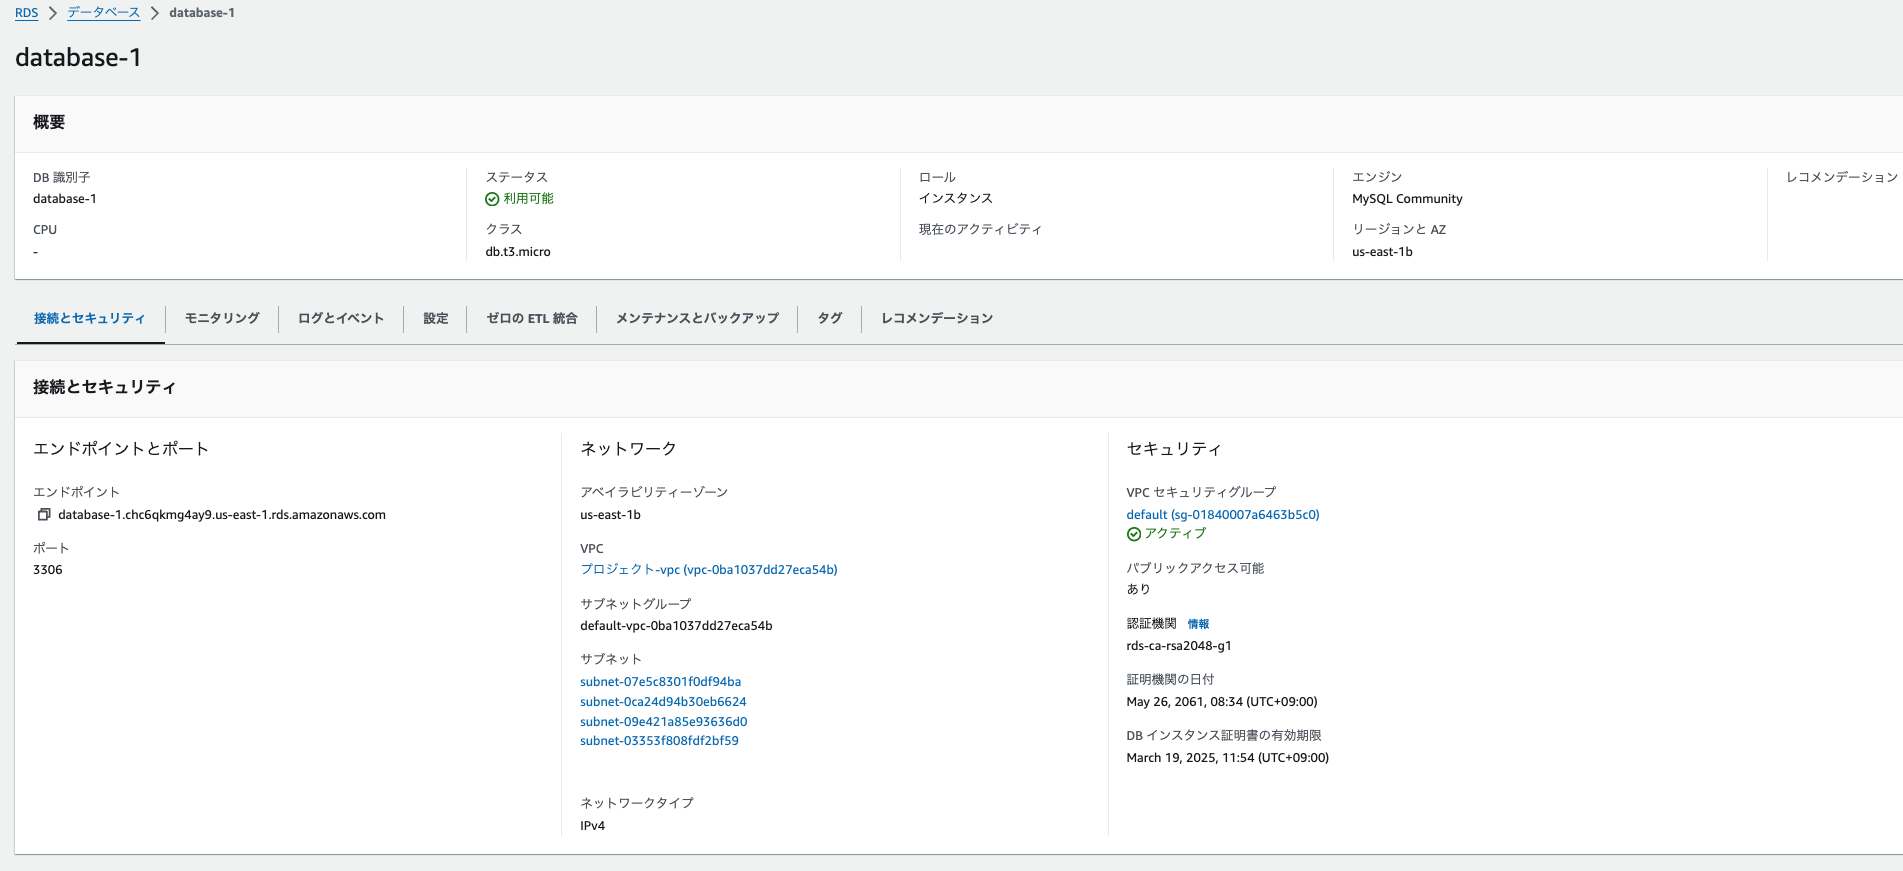 RDS > データベース > database-1
database-1
概要
DB 識別子
database-1
CPU
-
ステータス
利用可能
クラス
db.t3.micro
ロール
インスタンス
現在のアクティビティ
エンジン
MySQL Community
リージョンと AZ
us-east-1b
レコメンデーション
接続とセキュリティ
モニタリング
ログとイベント
設定
ゼロの ETL 統合
メンテナンスとバックアップ
タグ
レコメンデーション
接続とセキュリティ
エンドポイントとポート
エンドポイント
database-1.chc6qkmg4ay9.us-east-1.rds.amazonaws.com
ポート
3306
ネットワーク
アベイラビリティーゾーン
us-east-1b
VPC
プロジェクト-vpc (vpc-0ba1037dd27eca54b)
サブネットグループ
default-vpc-0ba1037dd27eca54b
サブネット
subnet-07e5c8301f0df94ba
subnet-0ca24d94b30eb6624
subnet-09e421a85e93636d0
subnet-03353f808fdf2bf59
ネットワークタイプ
IPv4
セキュリティ
VPC セキュリティグループ
default (sg-01840007a6463b5c0)
アクティブ
パブリックアクセス可能
あり
認証機関 情報
rds-ca-rsa2048-g1
証明機関の日付
May 26, 2061, 08:34 (UTC+09:00)
DB インスタンス証明書の有効期限
March 19, 2025, 11:54 (UTC+09:00)